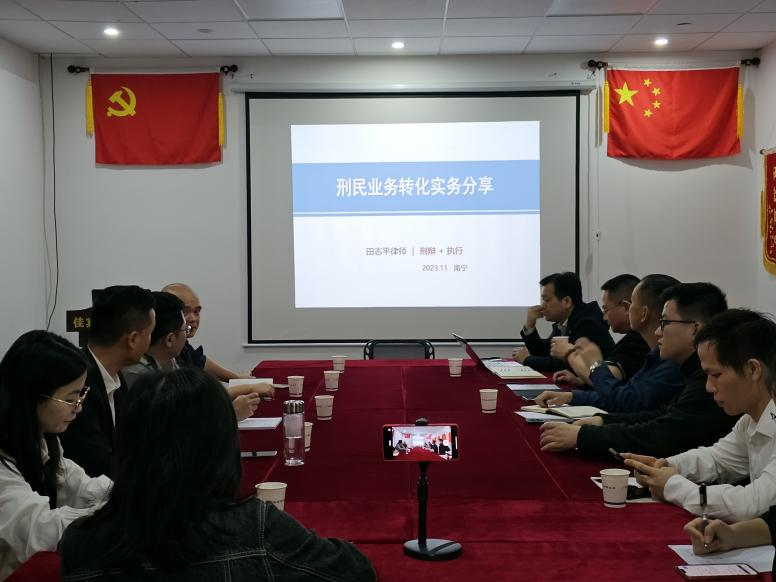 刑民业务转化实务分享
田志平律师 | 刑辩 + 执行
2023.11 南宁
佳